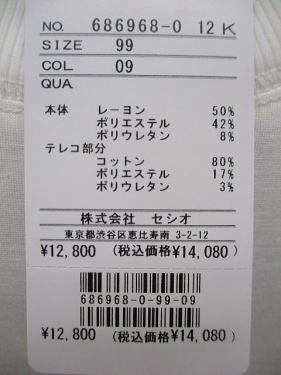 NO. 686968-0 12 K
SIZE 99
COL. 09
QUA.
本体 レーヨン 50%
ポリエステル 42%
ポリウレタン 8%
テレコ部分
コットン 80%
ポリエステル 17%
ポリウレタン 3%
株式会社 セシオ
東京都渋谷区恵比寿南 3-2-12
¥12,800 (税込価格¥14,080)
686968-0-99-09
¥12,800 (税込価格¥14,080)